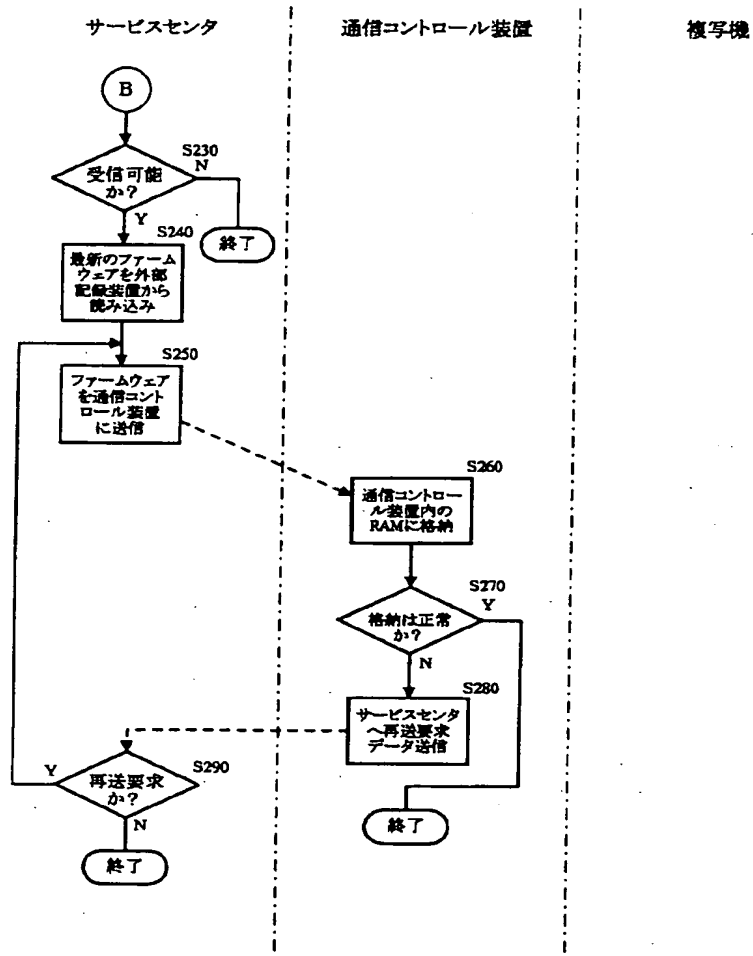 サービスセンタ
通信コントロール装置
複写機
B
S230
受信可能
か?
N
Y
終了
S240
最新のファーム
ウェアを外部
記録装置から
読み込み
S250
ファームウェア
を通信コント
ロール装置
に送信
S260
通信コントロー
ル装置内の
RAMに格納
S270
格納は正常
か?
Y
N
S280
サービスセンタ
へ再送要求
データ送信
S290
再送要求
か?
Y
N
終了
終了